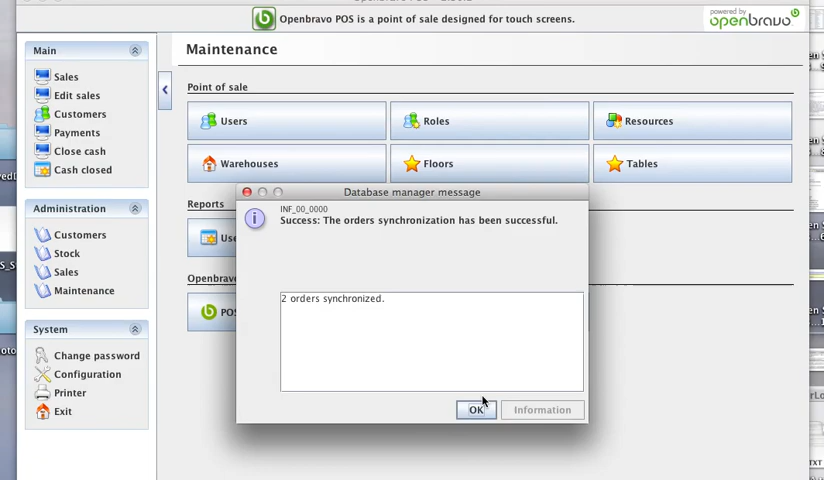 Openbravo POS is a point of sale designed for touch screens.
powered by
openbravo
Main
Sales
Edit sales
Customers
Payments
Close cash
Cash closed
Administration
Customers
Stock
Sales
Maintenance
System
Change password
Configuration
Printer
Exit
Maintenance
Point of sale
Users
Roles
Resources
Warehouses
Floors
Tables
Reports
Openbravo
Database manager message
INF_00_0000
Success: The orders synchronization has been successful.
2 orders synchronized.
OK
Information